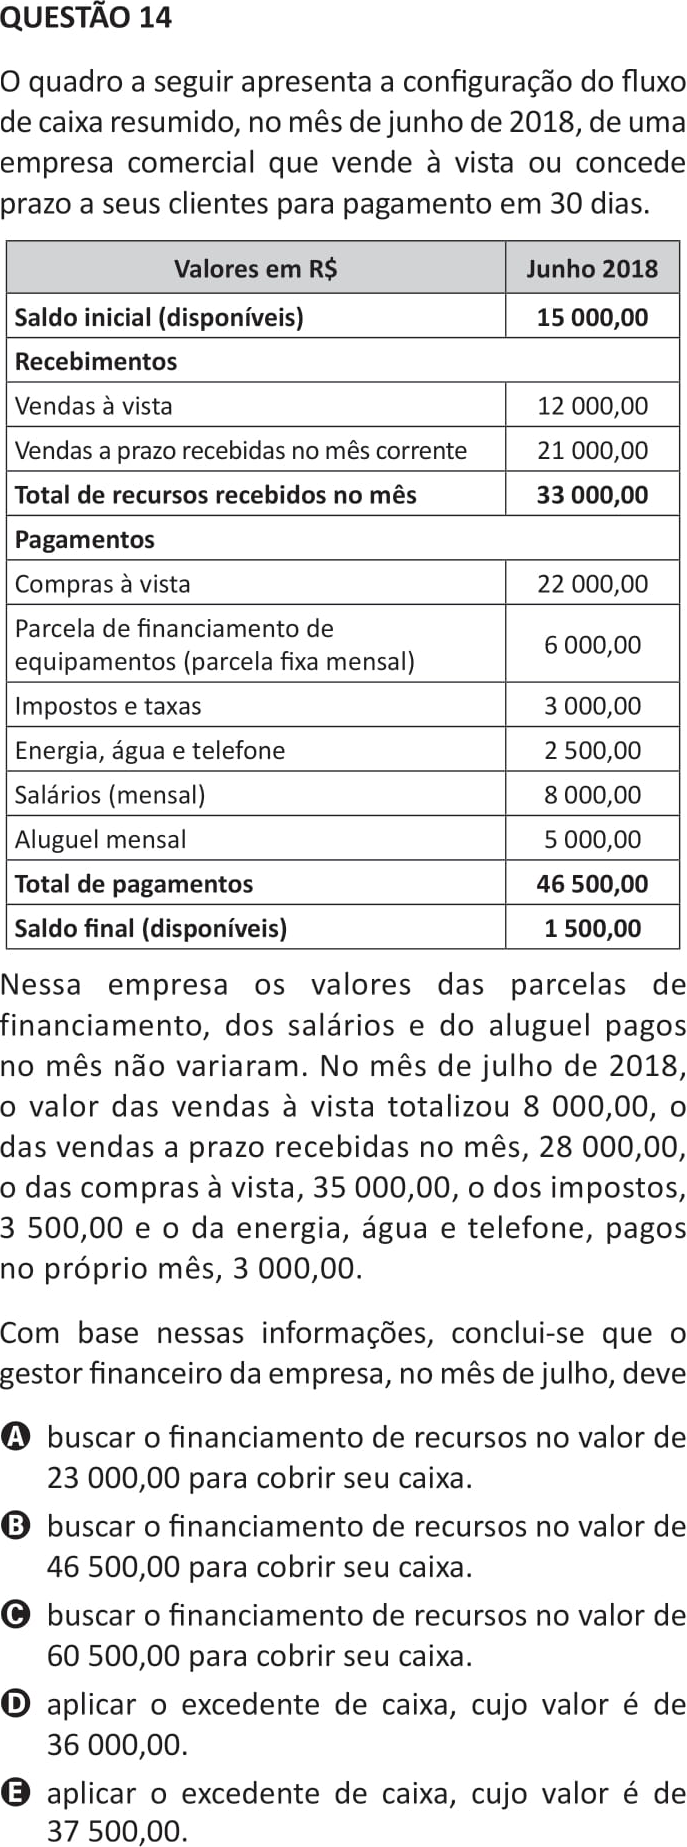 QUESTÃO 14
O quadro a seguir apresenta a configuração do fluxo
de caixa resumido, no mês de junho de 2018, de uma
empresa comercial que vende à vista ou concede
prazo a seus clientes para pagamento em 30 dias.
Valores em R$ Junho 2018
Saldo inicial (disponíveis) 15 000,00
Recebimentos
Vendas à vista 12 000,00
Vendas a prazo recebidas no mês corrente 21 000,00
Total de recursos recebidos no mês 33 000,00
Pagamentos
Compras à vista 22 000,00
Parcela de financiamento de
equipamentos (parcela fixa mensal) 6 000,00
Impostos e taxas 3 000,00
Energia, água e telefone 2 500,00
Salários (mensal) 8 000,00
Aluguel mensal 5 000,00
Total de pagamentos 46 500,00
Saldo final (disponíveis) 1 500,00
Nessa empresa os valores das parcelas de
financiamento, dos salários e do aluguel pagos
no mês não variaram. No mês de julho de 2018,
o valor das vendas à vista totalizou 8 000,00, o
das vendas a prazo recebidas no mês, 28 000,00,
o das compras à vista, 35 000,00, o dos impostos,
3 500,00 e o da energia, água e telefone, pagos
no próprio mês, 3 000,00.
Com base nessas informações, conclui-se que o
gestor financeiro da empresa, no mês de julho, deve
A buscar o financiamento de recursos no valor de
23 000,00 para cobrir seu caixa.
B buscar o financiamento de recursos no valor de
46 500,00 para cobrir seu caixa.
C buscar o financiamento de recursos no valor de
60 500,00 para cobrir seu caixa.
D aplicar o excedente de caixa, cujo valor é de
36 000,00.
E aplicar o excedente de caixa, cujo valor é de
37 500,00.